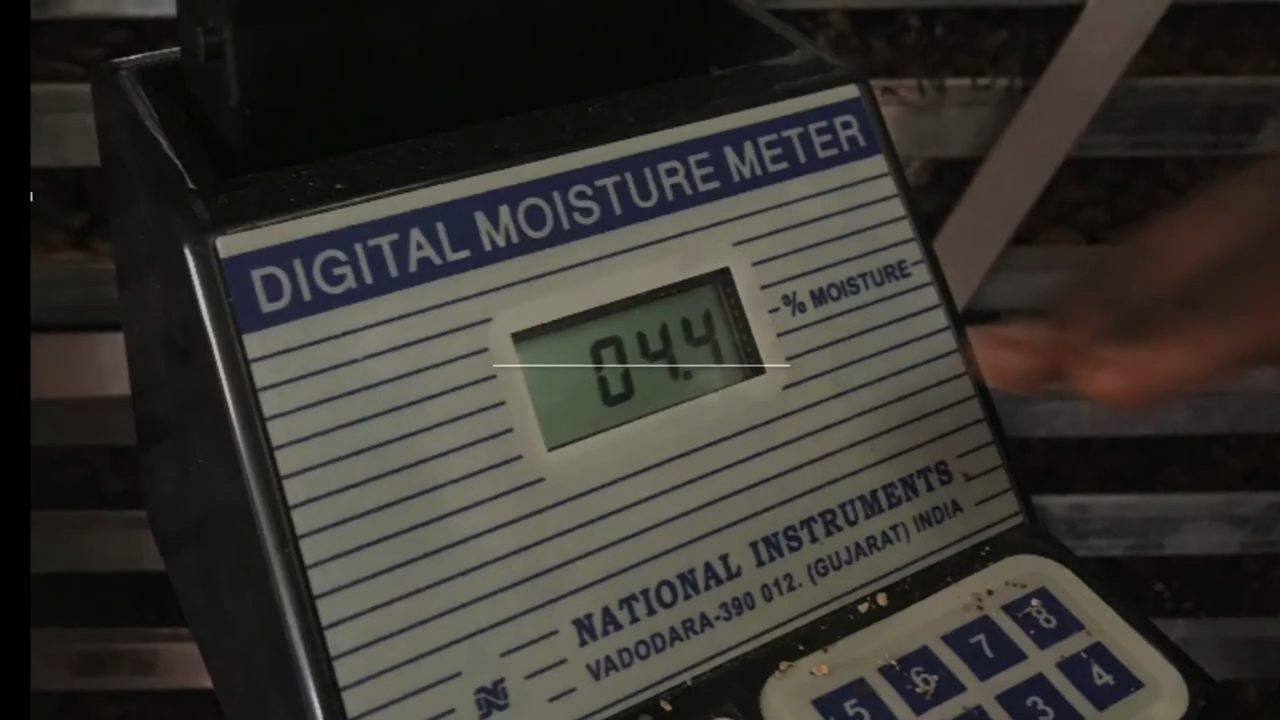 DIGITAL MOISTURE METER
04.4
-% MOISTURE-
NATIONAL INSTRUMENTS
VADODARA-390 012. (GUJARAT) INDIA
N
5 6 7 8
3 4